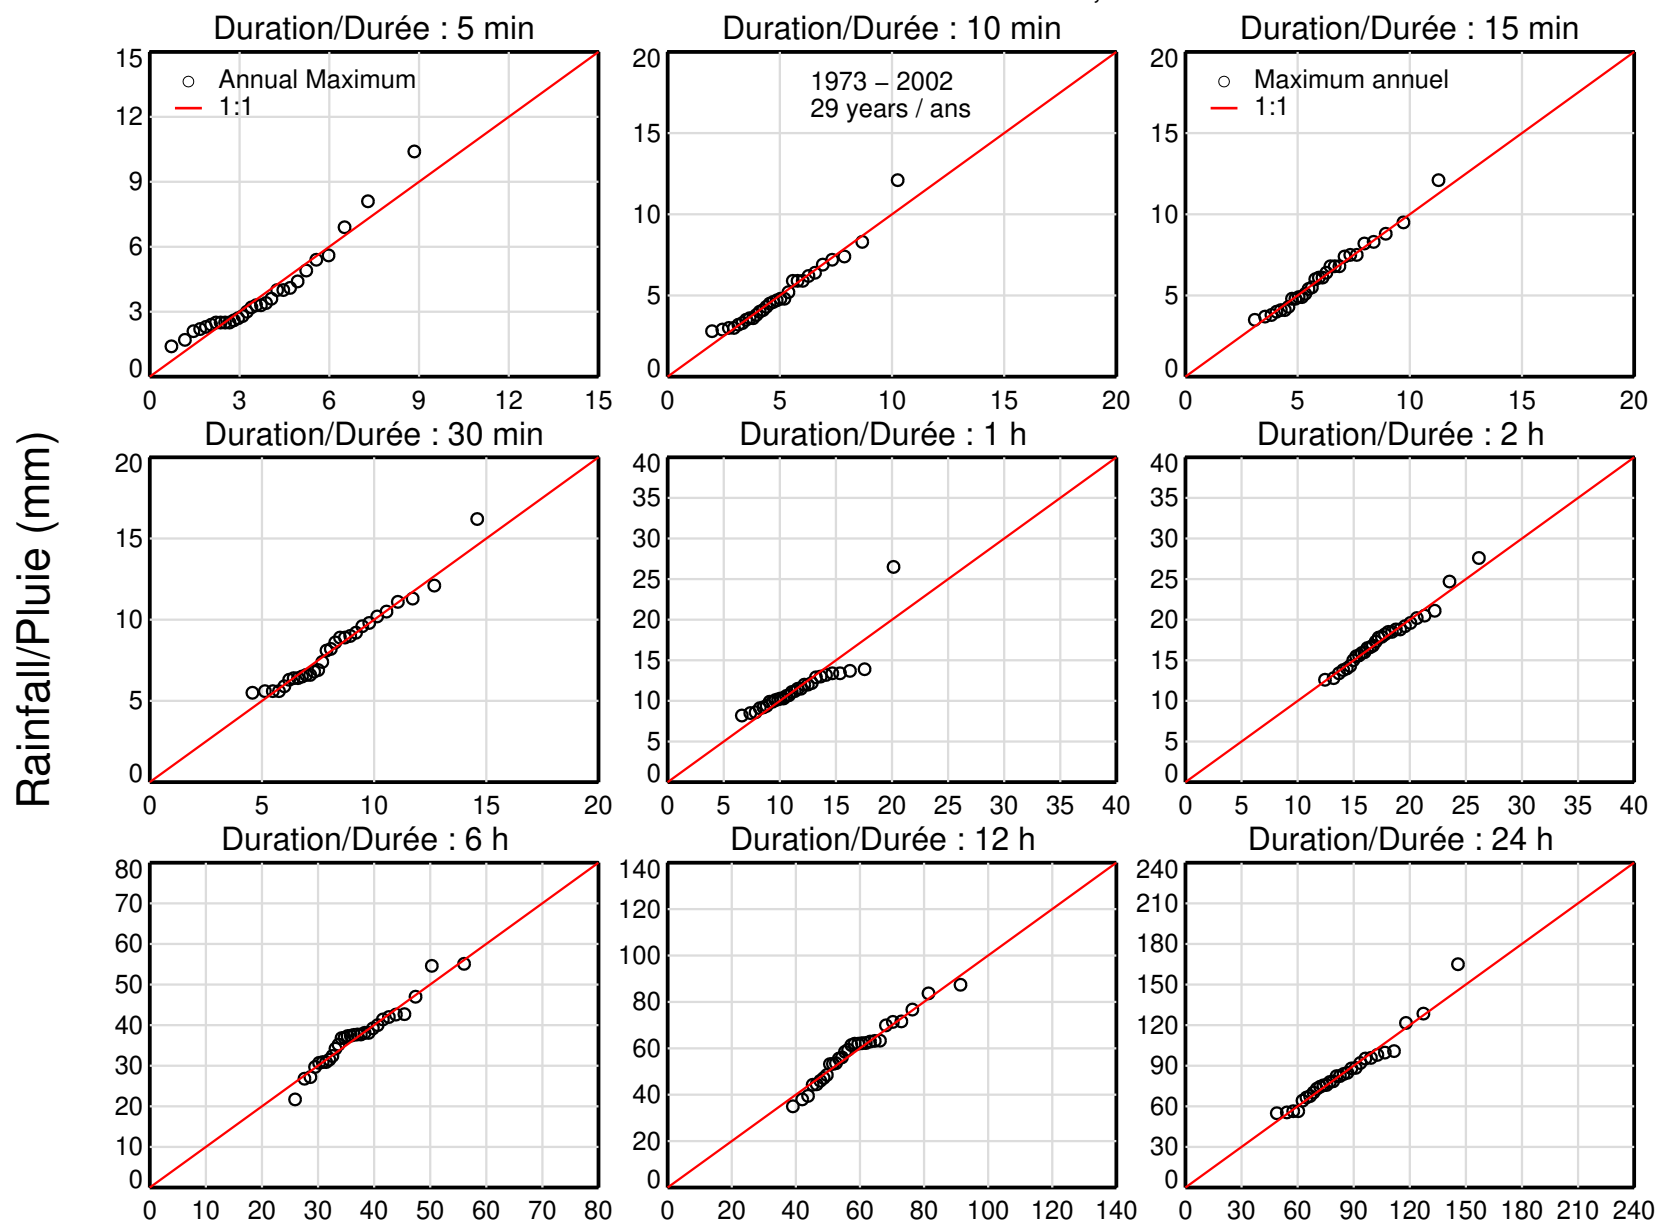 Duration/Durée : 5 min
15
12
9
6
3
0
0 3 6 9 12 15
Annual Maximum
1:1
Duration/Durée : 10 min
20
15
10
5
0
0 5 10 15 20
1973 – 2002
29 years / ans
Duration/Durée : 15 min
20
15
10
5
0
0 5 10 15 20
Maximum annuel
1:1
Rainfall/Pluie (mm)
Duration/Durée : 30 min
20
15
10
5
0
0 5 10 15 20
Duration/Durée : 1 h
40
35
30
25
20
15
10
5
0
0 5 10 15 20 25 30 35 40
Duration/Durée : 2 h
40
35
30
25
20
15
10
5
0
0 5 10 15 20 25 30 35 40
Duration/Durée : 6 h
80
70
60
50
40
30
20
10
0
0 10 20 30 40 50 60 70 80
Duration/Durée : 12 h
140
120
100
80
60
40
20
0
0 20 40 60 80 100 120 140
Duration/Durée : 24 h
240
210
180
150
120
90
60
30
0
0 30 60 90 120 150 180 210 240